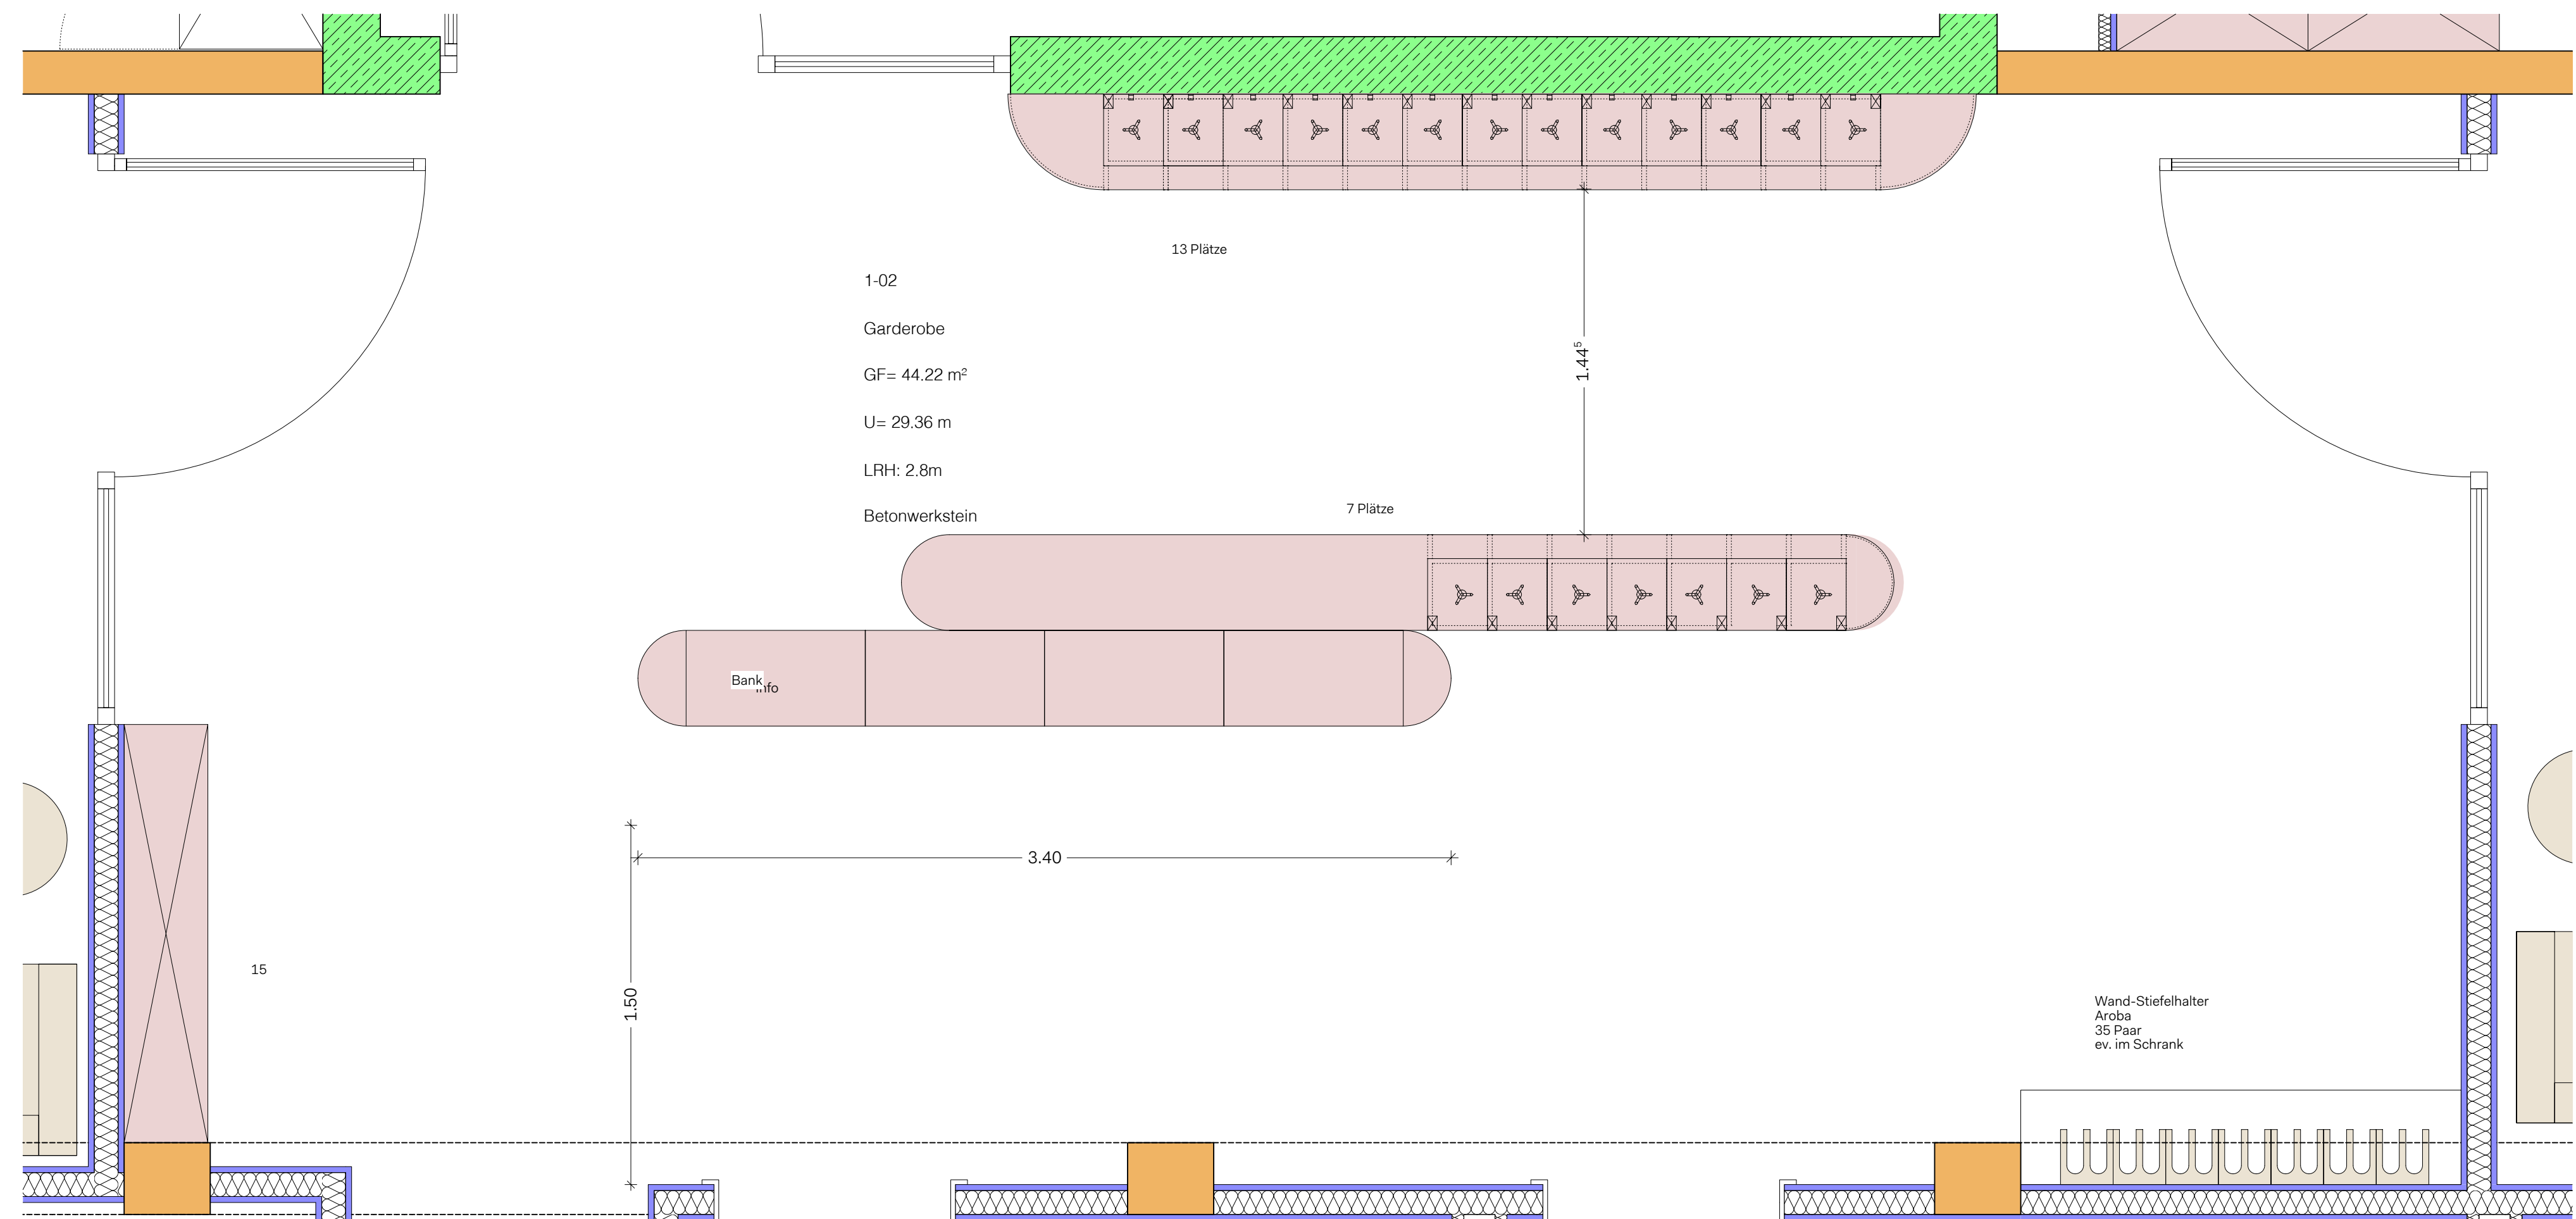 13 Plätze
1-02
Garderobe
GF= 44.22 m²
U= 29.36 m
LRH: 2.8m
Betonwerkstein
1.44⁵
7 Plätze
Bank
Info
3.40
1.50
15
Wand-Stiefelhalter
Aroba
35 Paar
ev. im Schrank